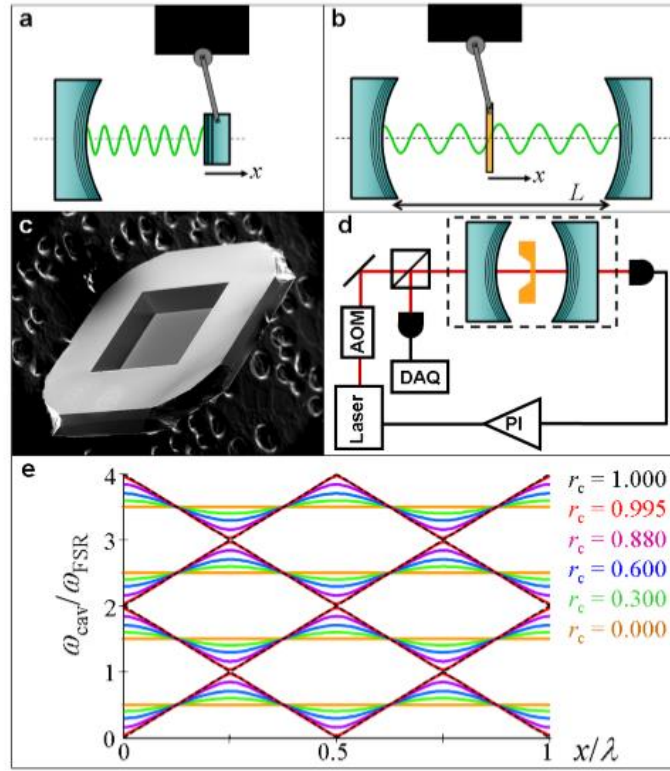 a
x
b
x
L
c
d
AOM
DAQ
Laser
PI
e
4
3
2
1
0
ω_cav/ω_FSR
0
0.5
1
x/λ
r_c = 1.000
r_c = 0.995
r_c = 0.880
r_c = 0.600
r_c = 0.300
r_c = 0.000